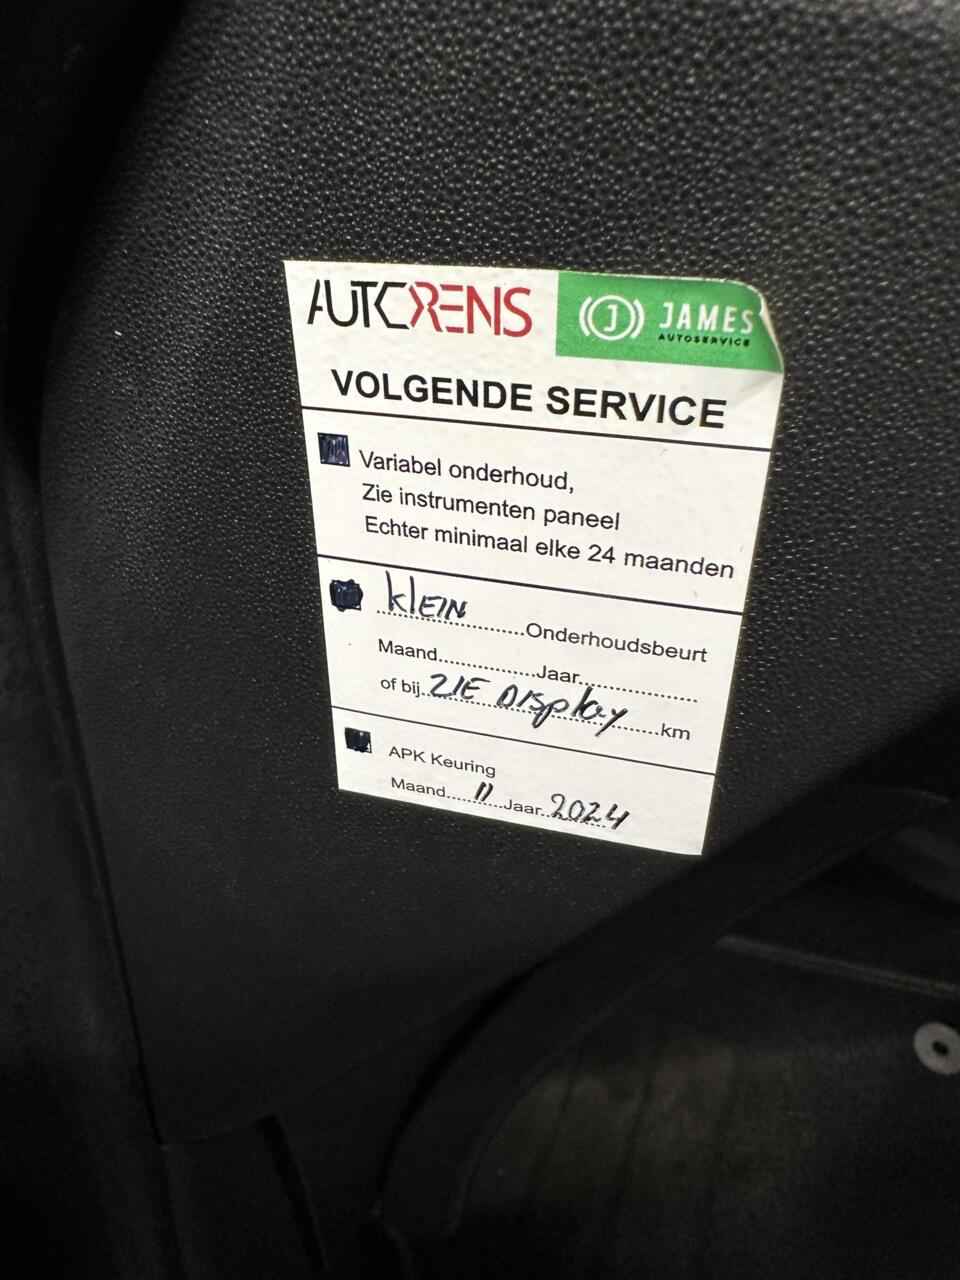 AUTORENS
JAMES
AUTOSERVICE
VOLGENDE SERVICE
Variabel onderhoud,
Zie instrumenten paneel
Echter minimaal elke 24 maanden
klEIN Onderhoudsbeurt
Maand Jaar
of bij ZIE Display km
APK Keuring
Maand 11 Jaar 2024